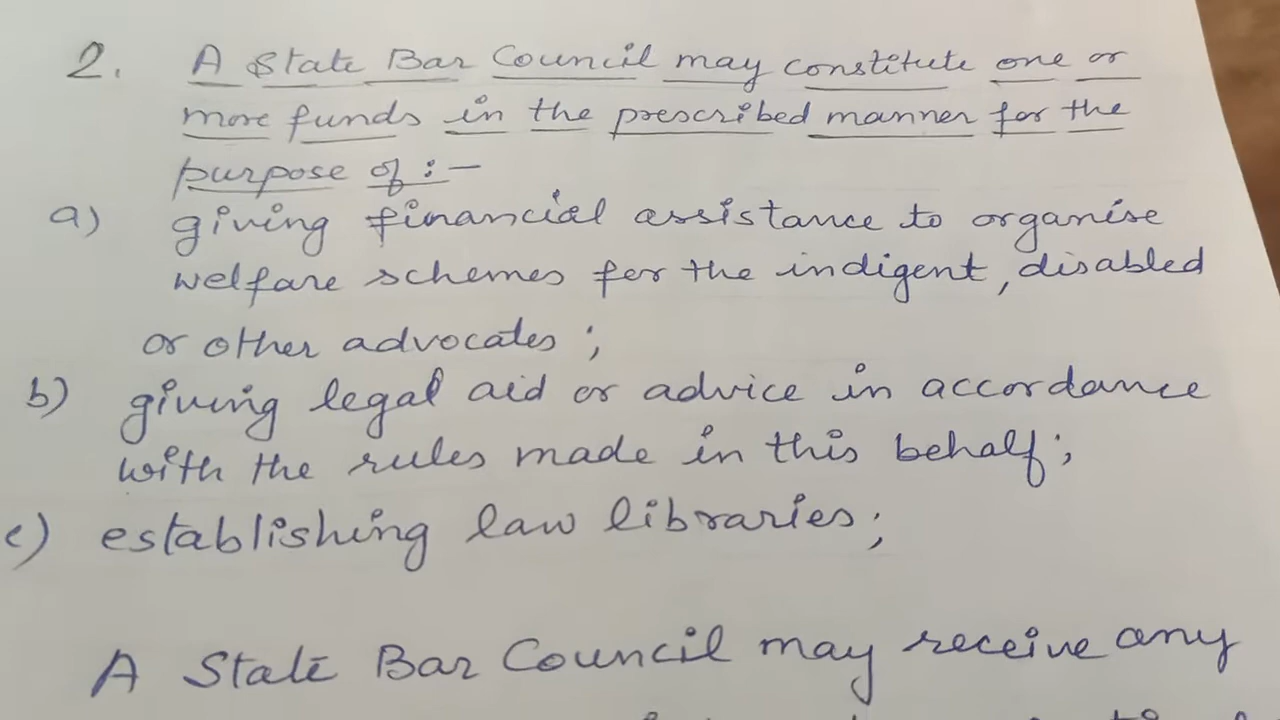 2. A State Bar Council may constitute one or
more funds in the prescribed manner for the
purpose of :-
a) giving financial assistance to organise
welfare schemes for the indigent, disabled
or other advocates ;
b) giving legal aid or advice in accordance
with the rules made in this behalf ;
c) establishing law libraries ;
A State Bar Council may receive any